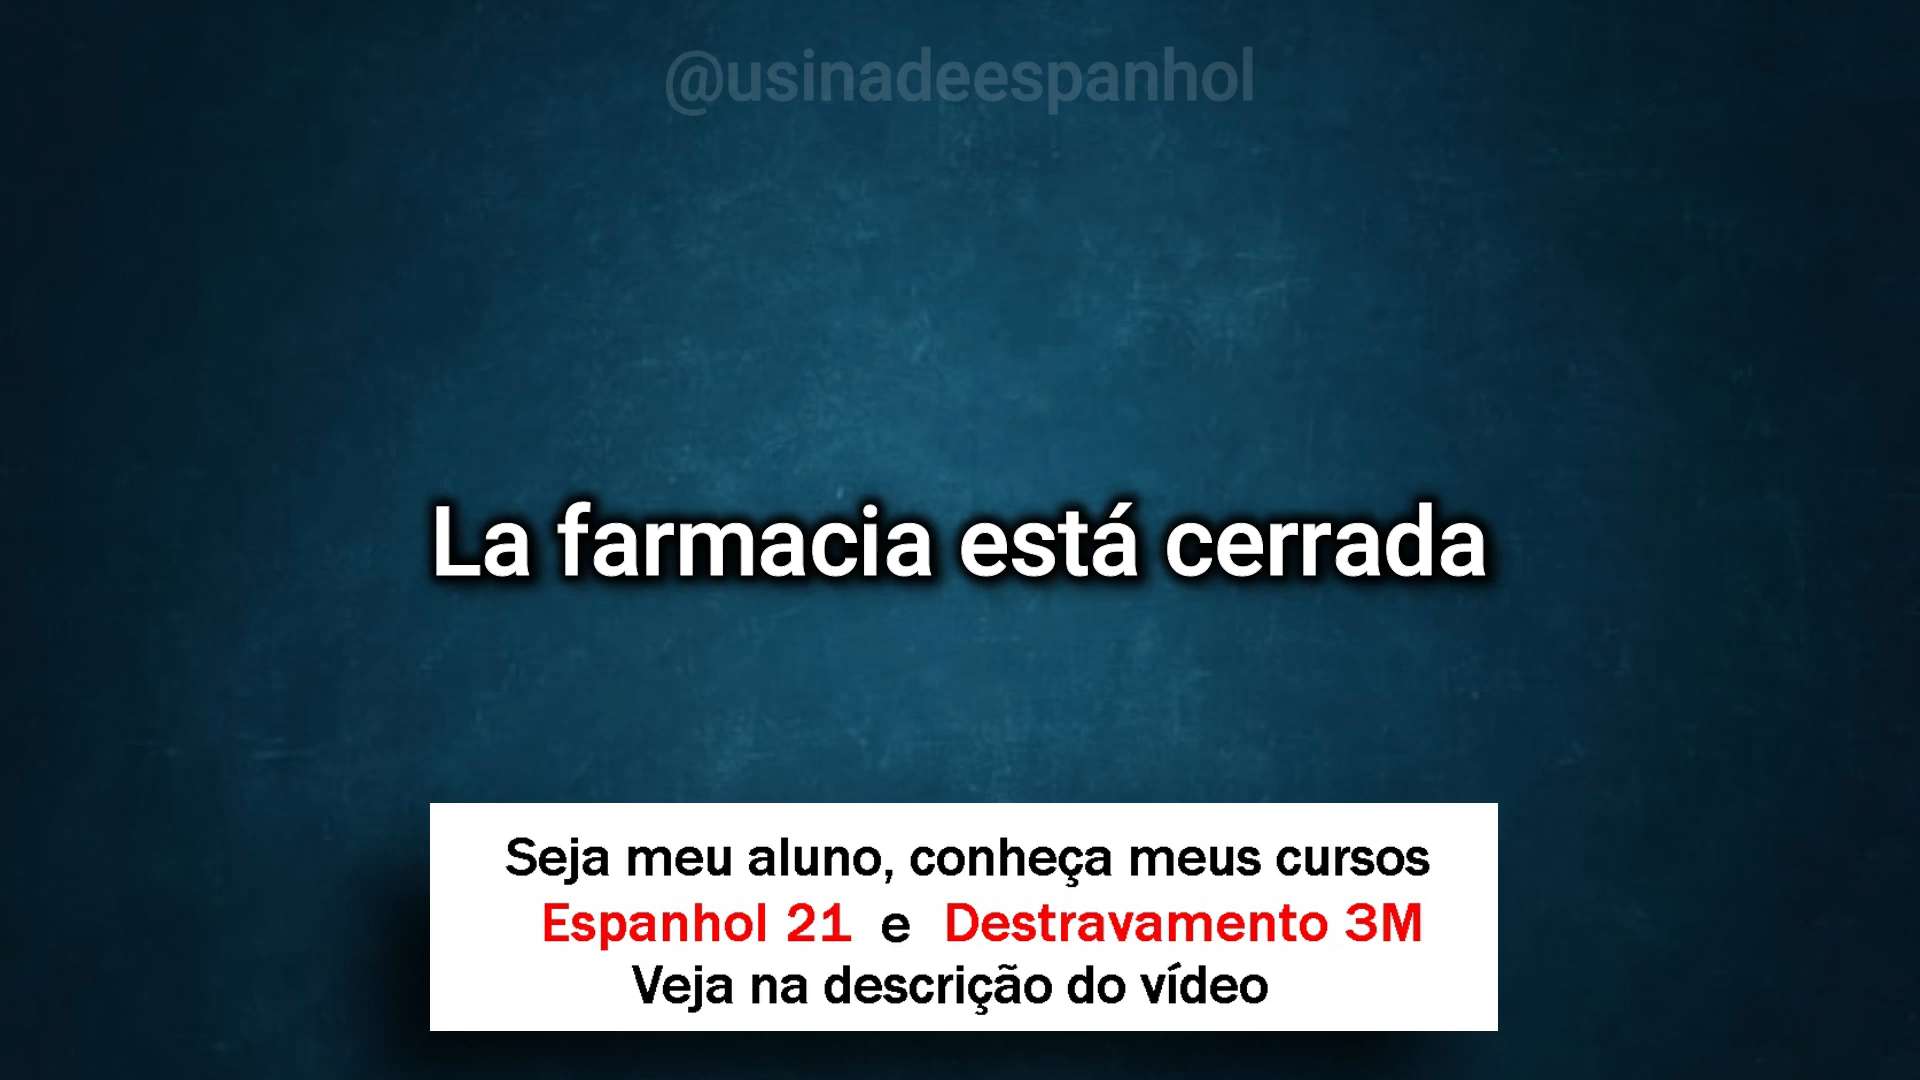 @usinadeespanhol
La farmacia está cerrada
Seja meu aluno, conheça meus cursos
Espanhol 21 e Destravamento 3M
Veja na descrição do vídeo